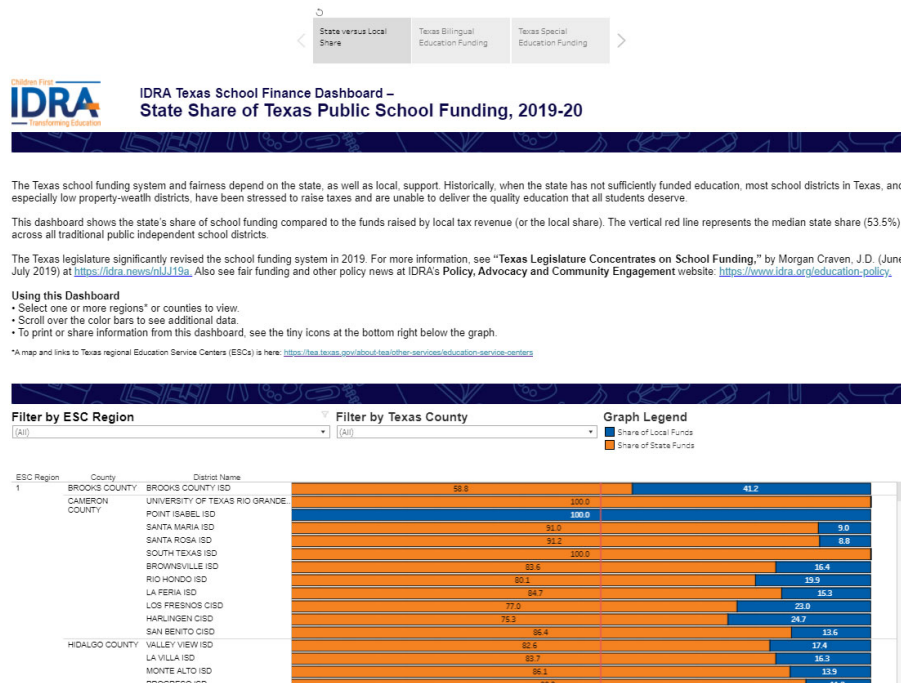 State versus Local
Share
Texas Bilingual
Education Funding
Texas Special
Education Funding
Children First
IDRA
Transforming Education
IDRA Texas School Finance Dashboard –
State Share of Texas Public School Funding, 2019-20
The Texas school funding system and fairness depend on the state, as well as local, support. Historically, when the state has not sufficiently funded education, most school districts in Texas, and
especially low property-weatlh districts, have been stressed to raise taxes and are unable to deliver the quality education that all students deserve.
This dashboard shows the state's share of school funding compared to the funds raised by local tax revenue (or the local share). The vertical red line represents the median state share (53.5%)
across all traditional public independent school districts.
The Texas legislature significantly revised the school funding system in 2019. For more information, see "Texas Legislature Concentrates on School Funding," by Morgan Craven, J.D. (June
July 2019) at https://idra.news/nlJJ19a. Also see fair funding and other policy news at IDRA's Policy, Advocacy and Community Engagement website: https://www.idra.org/education-policy.
Using this Dashboard
• Select one or more regions* or counties to view.
• Scroll over the color bars to see additional data.
• To print or share information from this dashboard, see the tiny icons at the bottom right below the graph.
*A map and links to Texas regional Education Service Centers (ESCs) is here: https://tea.texas.gov/about-tea/other-services/education-service-centers
Filter by ESC Region
(All)
Filter by Texas County
(All)
Graph Legend
Share of Local Funds
Share of State Funds
ESC Region County District Name
1 BROOKS COUNTY BROOKS COUNTY ISD 58.8 41.2
CAMERON COUNTY UNIVERSITY OF TEXAS RIO GRANDE.. 100.0
POINT ISABEL ISD 100.0
SANTA MARIA ISD 91.0 9.0
SANTA ROSA ISD 91.2 8.8
SOUTH TEXAS ISD 100.0
BROWNSVILLE ISD 83.6 16.4
RIO HONDO ISD 80.1 19.9
LA FERIA ISD 84.7 15.3
LOS FRESNOS CISD 77.0 23.0
HARLINGEN CISD 75.3 24.7
SAN BENITO CISD 86.4 13.6
HIDALGO COUNTY VALLEY VIEW ISD 82.6 17.4
LA VILLA ISD 83.7 16.3
MONTE ALTO ISD 86.1 13.9